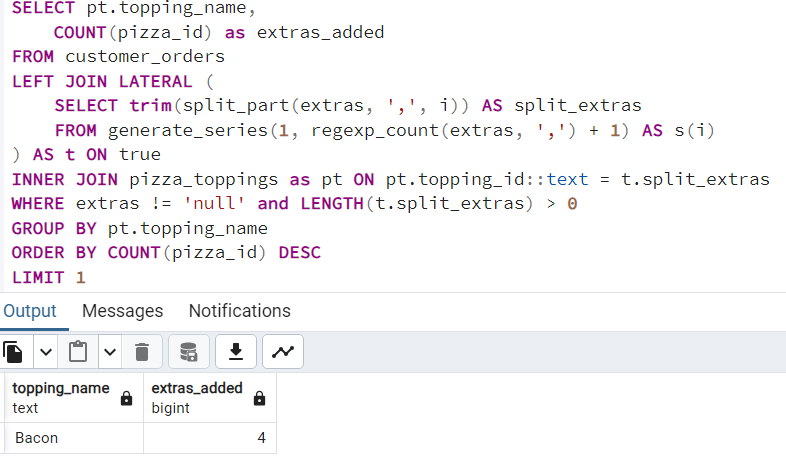 SELECT pt.topping_name,
    COUNT(pizza_id) as extras_added
FROM customer_orders
LEFT JOIN LATERAL (
    SELECT trim(split_part(extras, ',', i)) AS split_extras
    FROM generate_series(1, regexp_count(extras, ',') + 1) AS s(i)
) AS t ON true
INNER JOIN pizza_toppings as pt ON pt.topping_id::text = t.split_extras
WHERE extras != 'null' and LENGTH(t.split_extras) > 0
GROUP BY pt.topping_name
ORDER BY COUNT(pizza_id) DESC
LIMIT 1
Output Messages Notifications
topping_name extras_added
text bigint
Bacon 4